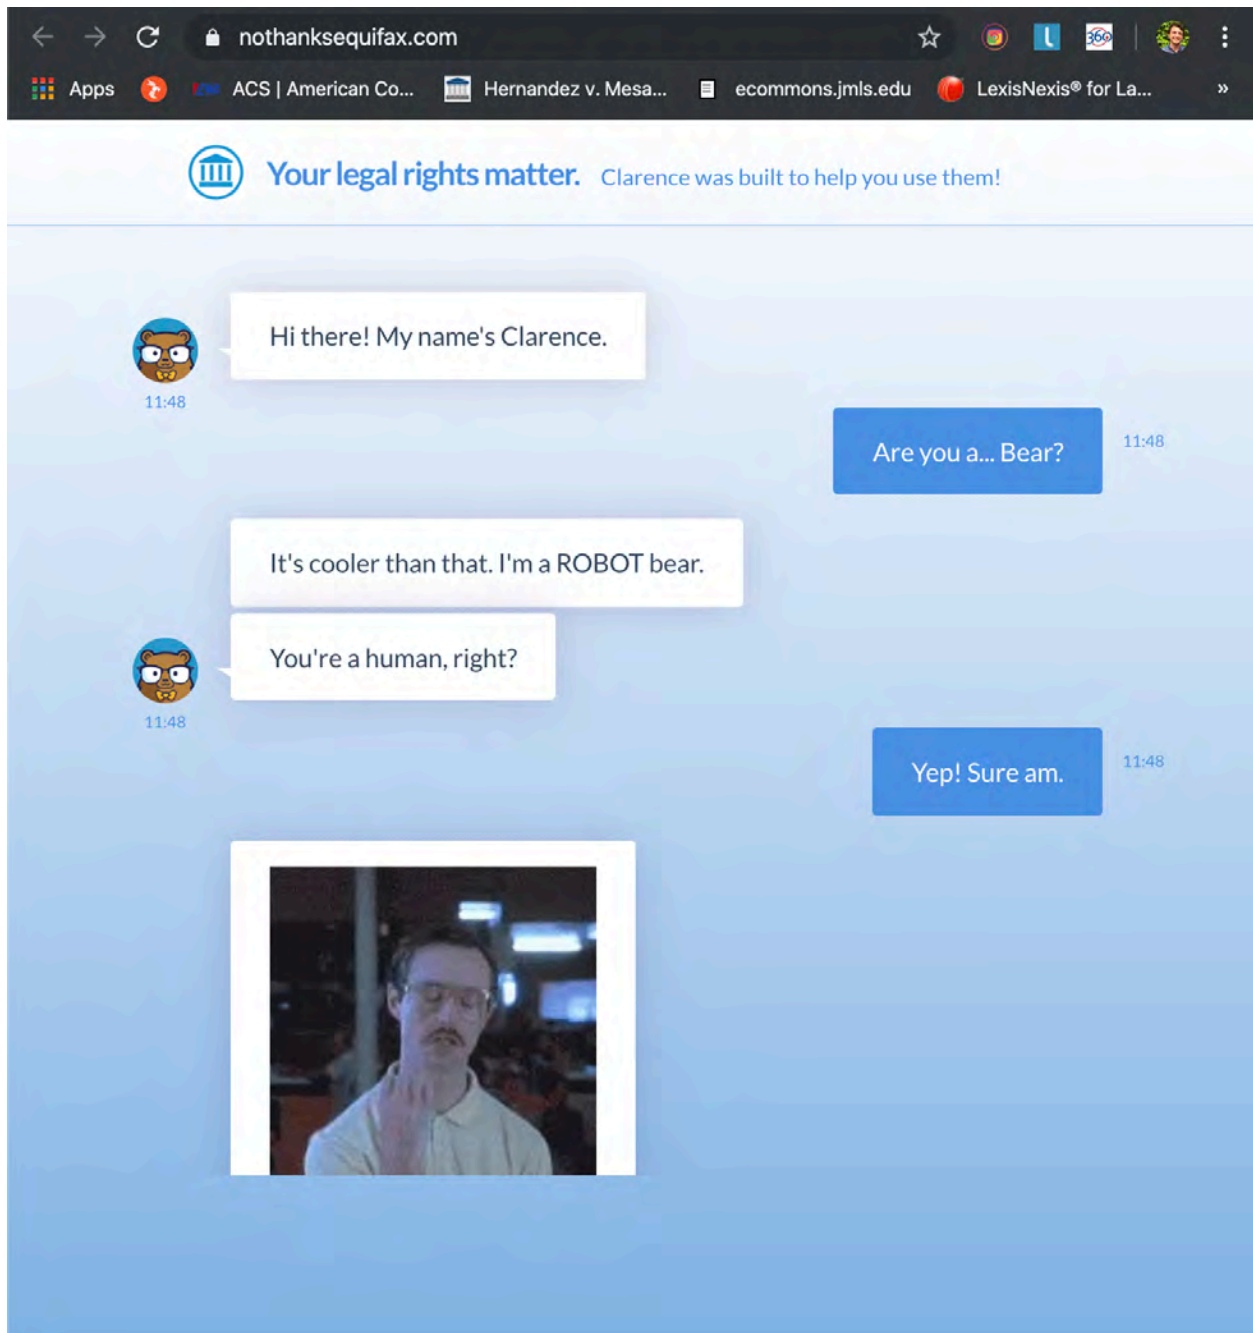 nothanksequifax.com
360
Apps
ACS | American Co...
Hernandez v. Mesa...
ecommons.jmls.edu
LexisNexis® for La...
»
Your legal rights matter. Clarence was built to help you use them!
Hi there! My name's Clarence.
11:48
Are you a... Bear?
11:48
It's cooler than that. I'm a ROBOT bear.
You're a human, right?
11:48
Yep! Sure am.
11:48